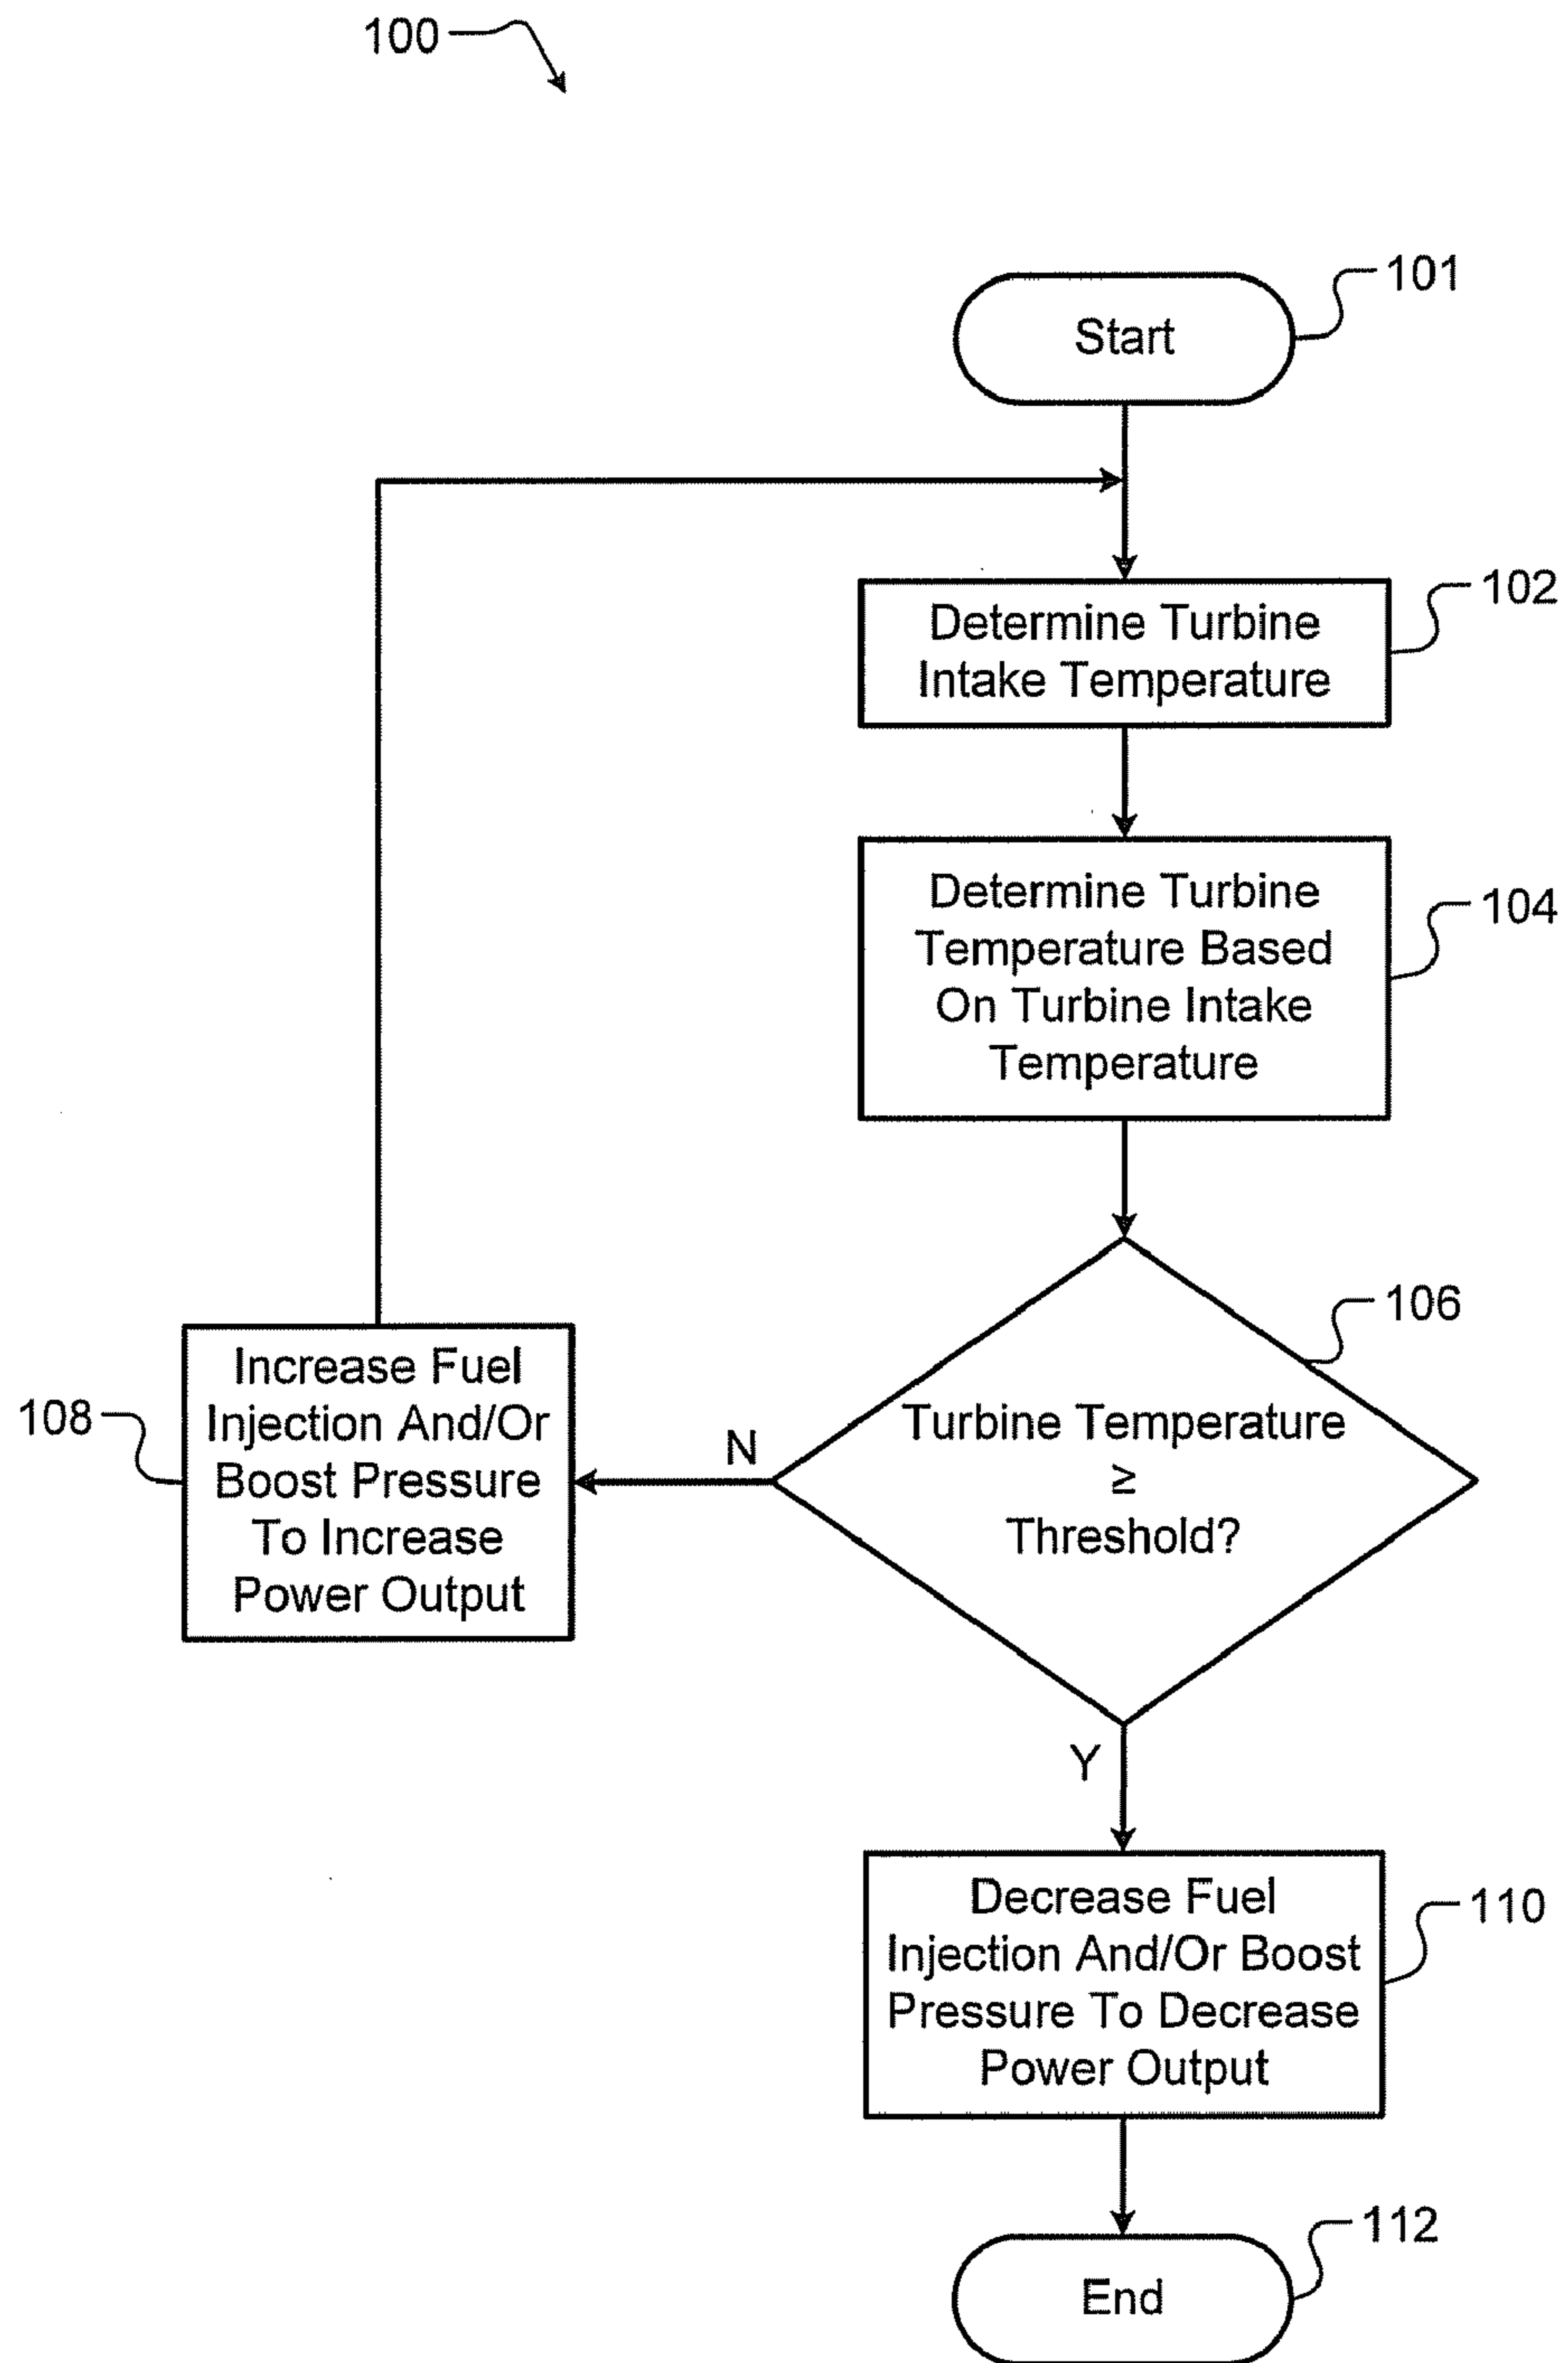 100
101
Start
102
Determine Turbine
Intake Temperature
104
Determine Turbine
Temperature Based
On Turbine Intake
Temperature
106
Turbine Temperature
≥
Threshold?
N
108
Increase Fuel
Injection And/Or
Boost Pressure
To Increase
Power Output
Y
110
Decrease Fuel
Injection And/Or Boost
Pressure To Decrease
Power Output
112
End